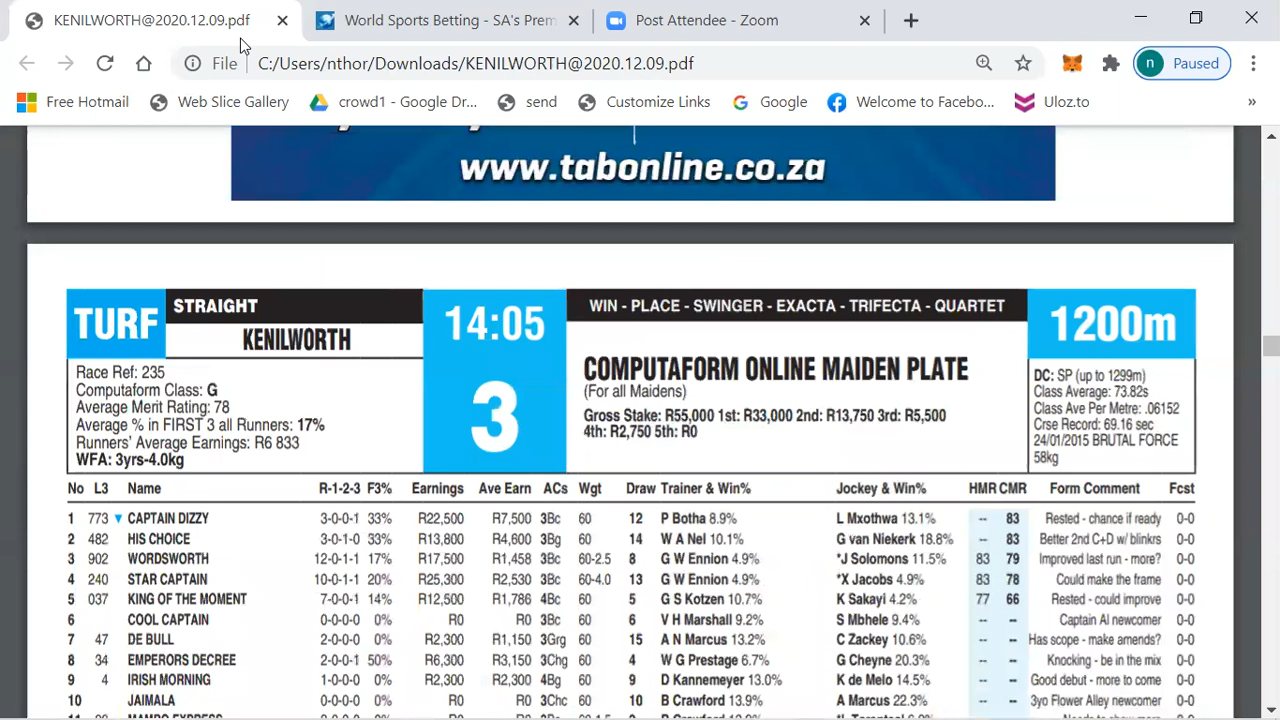 KENILWORTH@2020.12.09.pdf World Sports Betting - SA's Prem Post Attendee - Zoom
File C:/Users/nthor/Downloads/KENILWORTH@2020.12.09.pdf n Paused
Free Hotmail Web Slice Gallery crowd1 - Google Dr... send Customize Links Google Welcome to Facebo... Uloz.to »
www.tabonline.co.za
TURF STRAIGHT 14:05 WIN - PLACE - SWINGER - EXACTA - TRIFECTA - QUARTET 1200m
KENILWORTH
Race Ref: 235 3 COMPUTAFORM ONLINE MAIDEN PLATE DC: SP (up to 1299m)
Computaform Class: G (For all Maidens) Class Average: 73.82s
Average Merit Rating: 78 Gross Stake: R55,000 1st: R33,000 2nd: R13,750 3rd: R5,500 Class Ave Per Metre: .06152
Average % in FIRST 3 all Runners: 17% 4th: R2,750 5th: R0 Crse Record: 69.16 sec
Runners' Average Earnings: R6 833 24/01/2015 BRUTAL FORCE
WFA: 3yrs-4.0kg 58kg
No L3 Name R-1-2-3 F3% Earnings Ave Earn ACs Wgt Draw Trainer & Win% Jockey & Win% HMR CMR Form Comment Fcst
1 773 CAPTAIN DIZZY 3-0-0-1 33% R22,500 R7,500 3Bc 60 12 P Botha 8.9% L Mxothwa 13.1% -- 83 Rested - chance if ready 0-0
2 482 HIS CHOICE 3-0-1-0 33% R13,800 R4,600 3Bg 60 14 W A Nel 10.1% G van Niekerk 18.8% -- 83 Better 2nd C+D w/ blinkrs 0-0
3 902 WORDSWORTH 12-0-1-1 17% R17,500 R1,458 3Bc 60-2.5 8 G W Ennion 4.9% *J Solomons 11.5% 83 79 Improved last run - more? 0-0
4 240 STAR CAPTAIN 10-0-1-1 20% R25,300 R2,530 3Bc 60-4.0 13 G W Ennion 4.9% *X Jacobs 4.9% 83 78 Could make the frame 0-0
5 037 KING OF THE MOMENT 7-0-0-1 14% R12,500 R1,786 4Bc 60 5 G S Kotzen 10.7% K Sakayi 4.2% 77 66 Rested - could improve 0-0
6 COOL CAPTAIN 0-0-0-0 0% R0 R0 3Bc 60 6 V H Marshall 9.2% S Mbhele 9.4% -- -- Captain Al newcomer 0-0
7 47 DE BULL 2-0-0-0 0% R2,300 R1,150 3Grg 60 15 A N Marcus 13.2% C Zackey 10.6% -- -- Has scope - make amends? 0-0
8 34 EMPERORS DECREE 2-0-0-1 50% R6,300 R3,150 3Chg 60 4 W G Prestage 6.7% G Cheyne 20.3% -- -- Knocking - be in the mix 0-0
9 4 IRISH MORNING 1-0-0-0 0% R2,300 R2,300 4Bg 60 9 D Kannemeyer 13.0% K de Melo 14.5% -- -- Good debut - more to come 0-0
10 JAIMALA 0-0-0-0 0% R0 R0 3Chc 60 10 B Crawford 13.9% A Marcus 22.3% -- -- 3yo Flower Alley newcomer 0-0